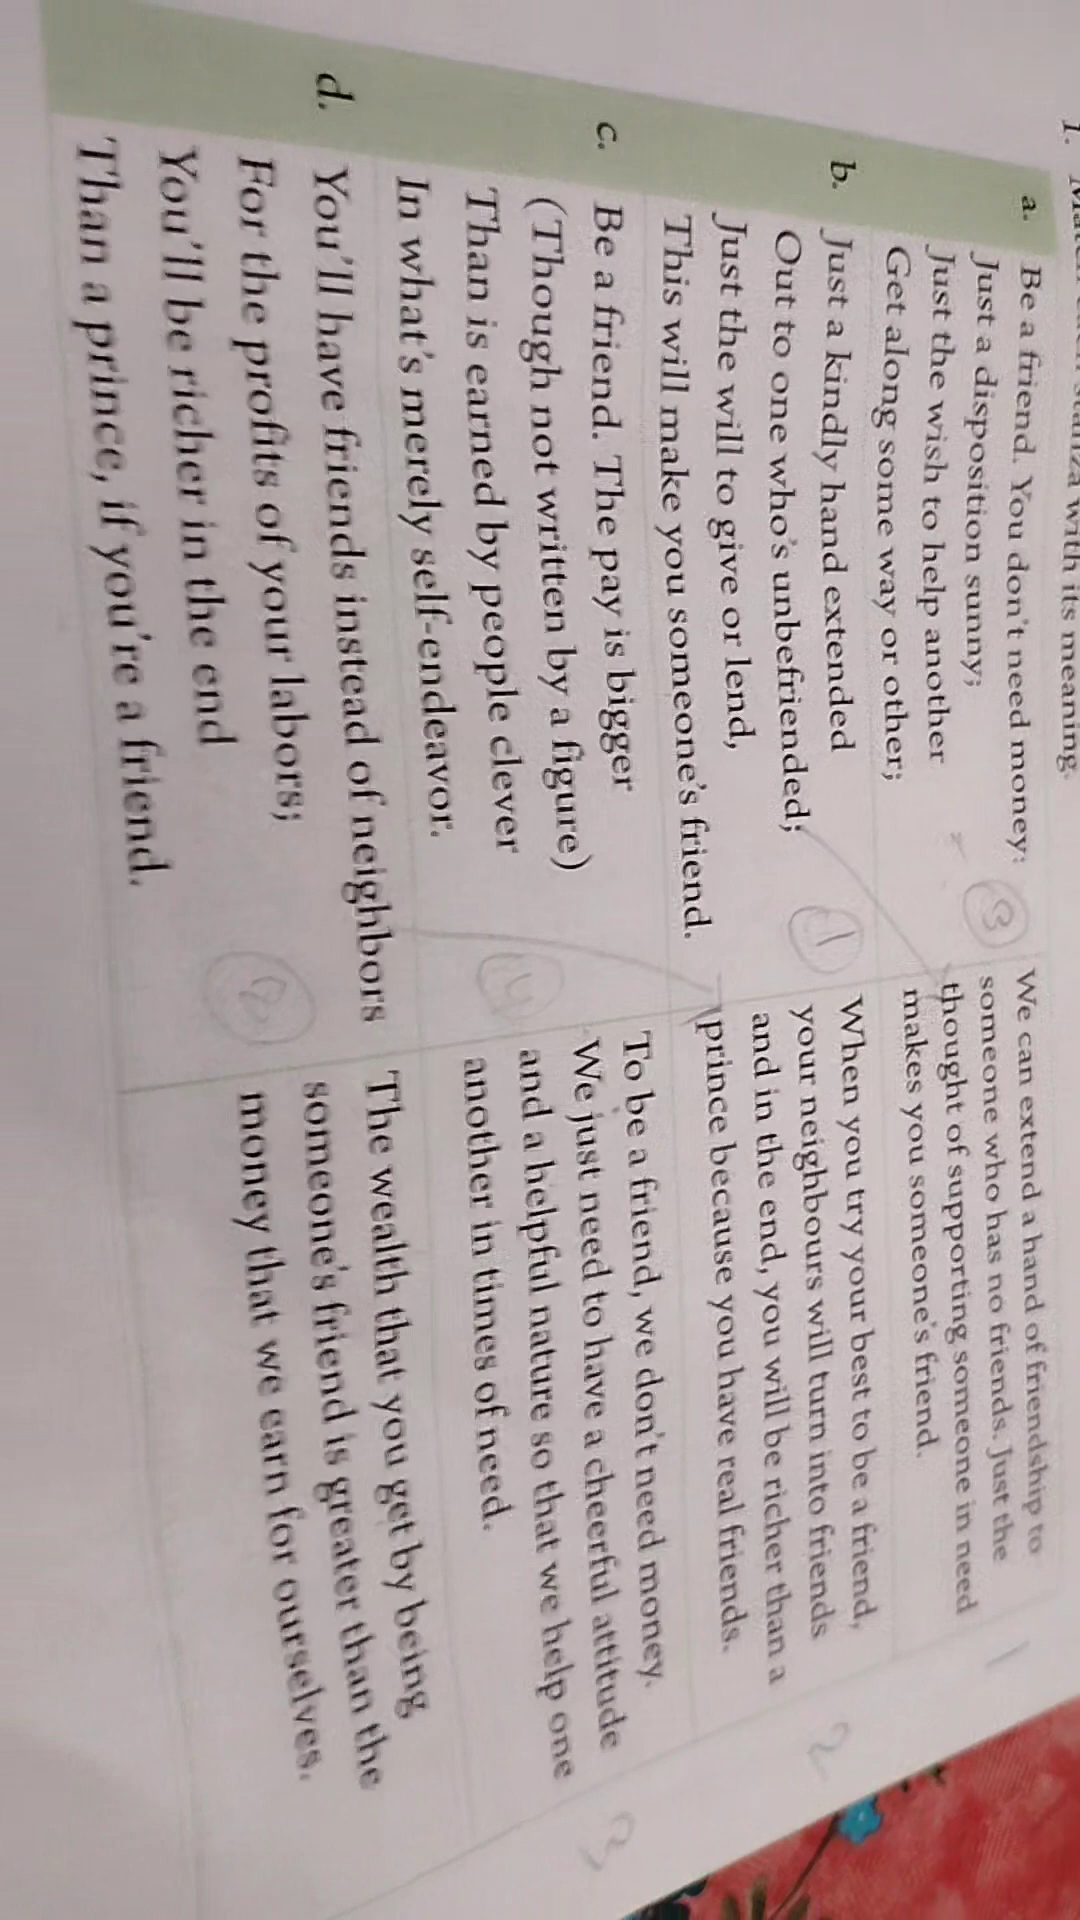 1. Match each stanza with its meaning.
a. Be a friend. You don't need money:
Just a disposition sunny;
Just the wish to help another
Get along some way or other;
3
We can extend a hand of friendship to
someone who has no friends. Just the
thought of supporting someone in need
makes you someone's friend.
1
b. Just a kindly hand extended
Out to one who's unbefriended;
Just the will to give or lend,
This will make you someone's friend.
1
When you try your best to be a friend,
your neighbours will turn into friends
and in the end, you will be richer than a
prince because you have real friends.
2
c. Be a friend. The pay is bigger
(Though not written by a figure)
Than is earned by people clever
In what's merely self-endeavor.
4
To be a friend, we don't need money.
We just need to have a cheerful attitude
and a helpful nature so that we help one
another in times of need.
3
d. You'll have friends instead of neighbors
For the profits of your labors;
You'll be richer in the end
Than a prince, if you're a friend.
2
The wealth that you get by being
someone's friend is greater than the
money that we earn for ourselves.